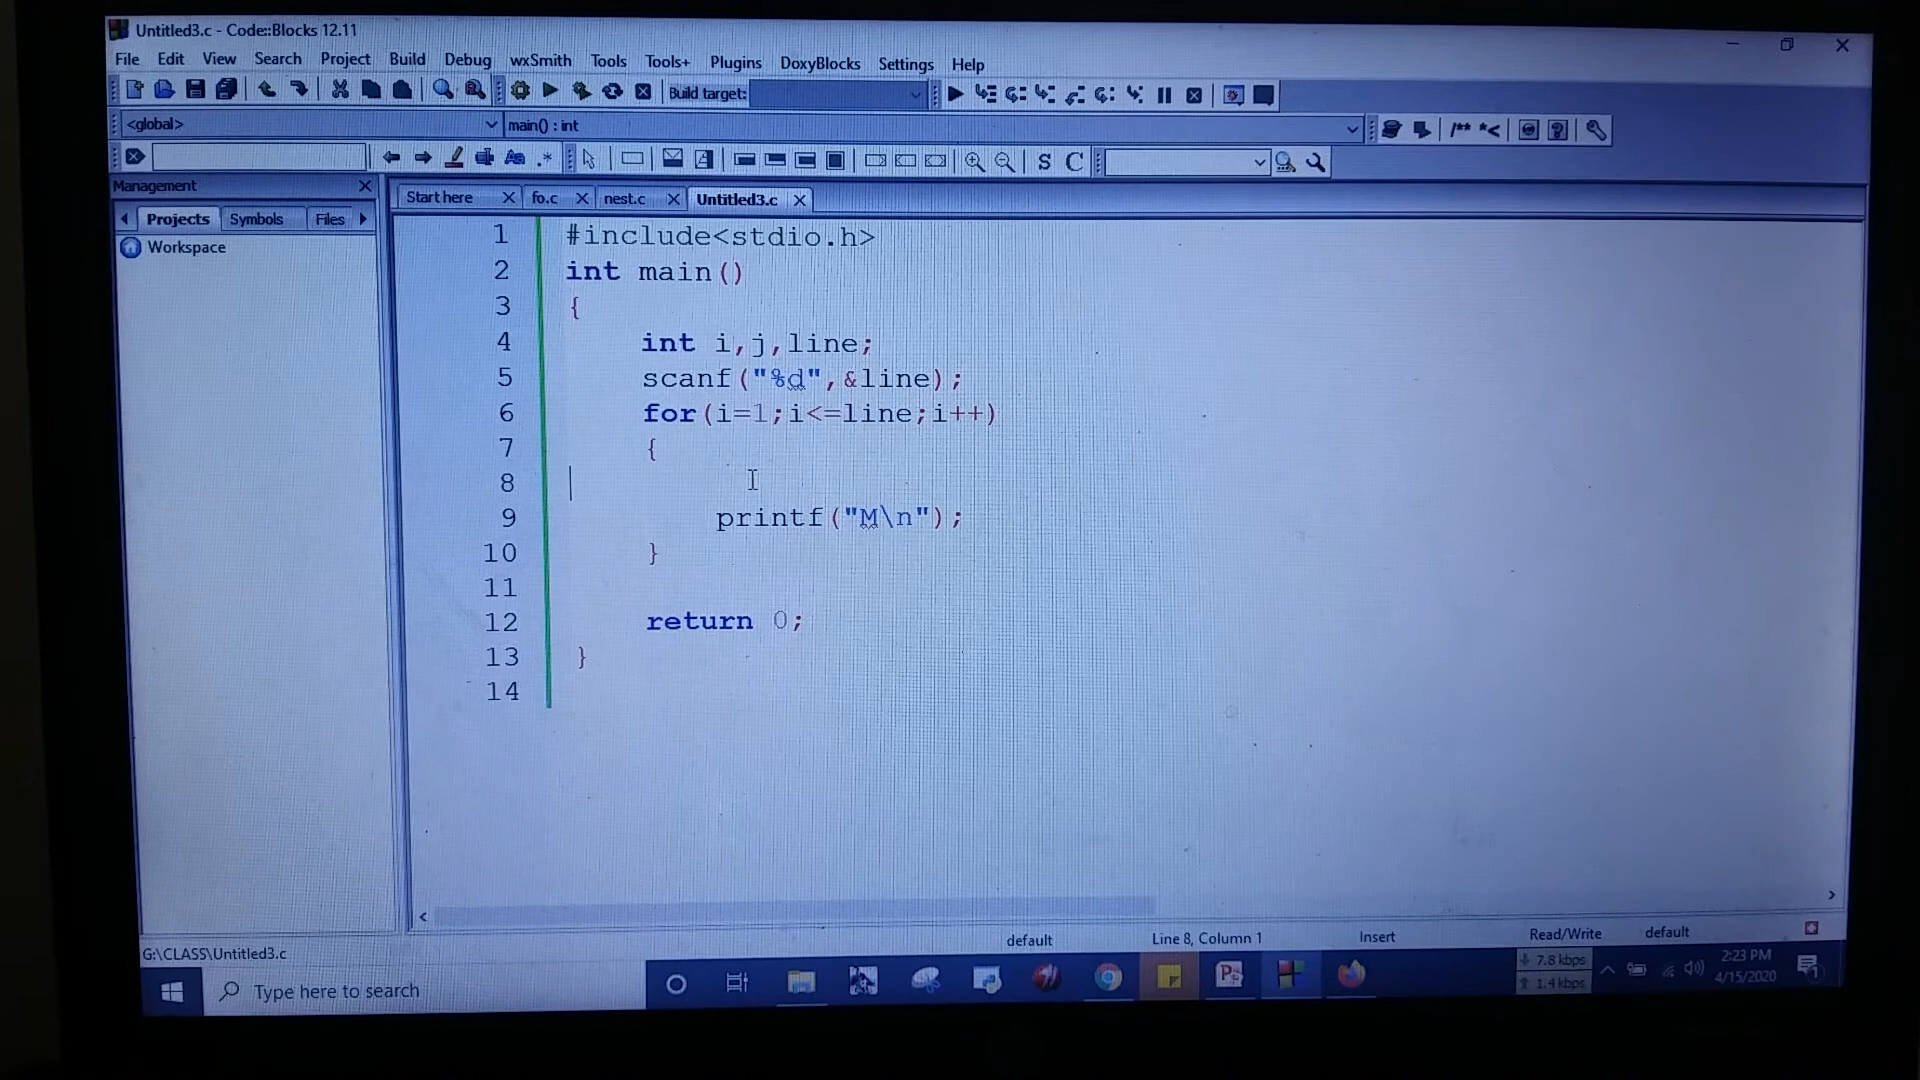 Untitled3.c - Code::Blocks 12.11
File Edit View Search Project Build Debug wxSmith Tools Tools+ Plugins DoxyBlocks Settings Help
Build target:
<global> main() : int
/** *<
Aa .* S C
Management
Start here fo.c nest.c Untitled3.c
Projects Symbols Files
Workspace
1 #include<stdio.h>
2 int main()
3 {
4 int i,j,line;
5 scanf("%d",&line);
6 for(i=1;i<=line;i++)
7 {
8
9 printf("M\n");
10 }
11
12 return 0;
13 }
14
G:\CLASS\Untitled3.c default Line 8, Column 1 Insert Read/Write default
Type here to search
7.8 kbps
1.4 kbps
2:23 PM
4/15/2020
1